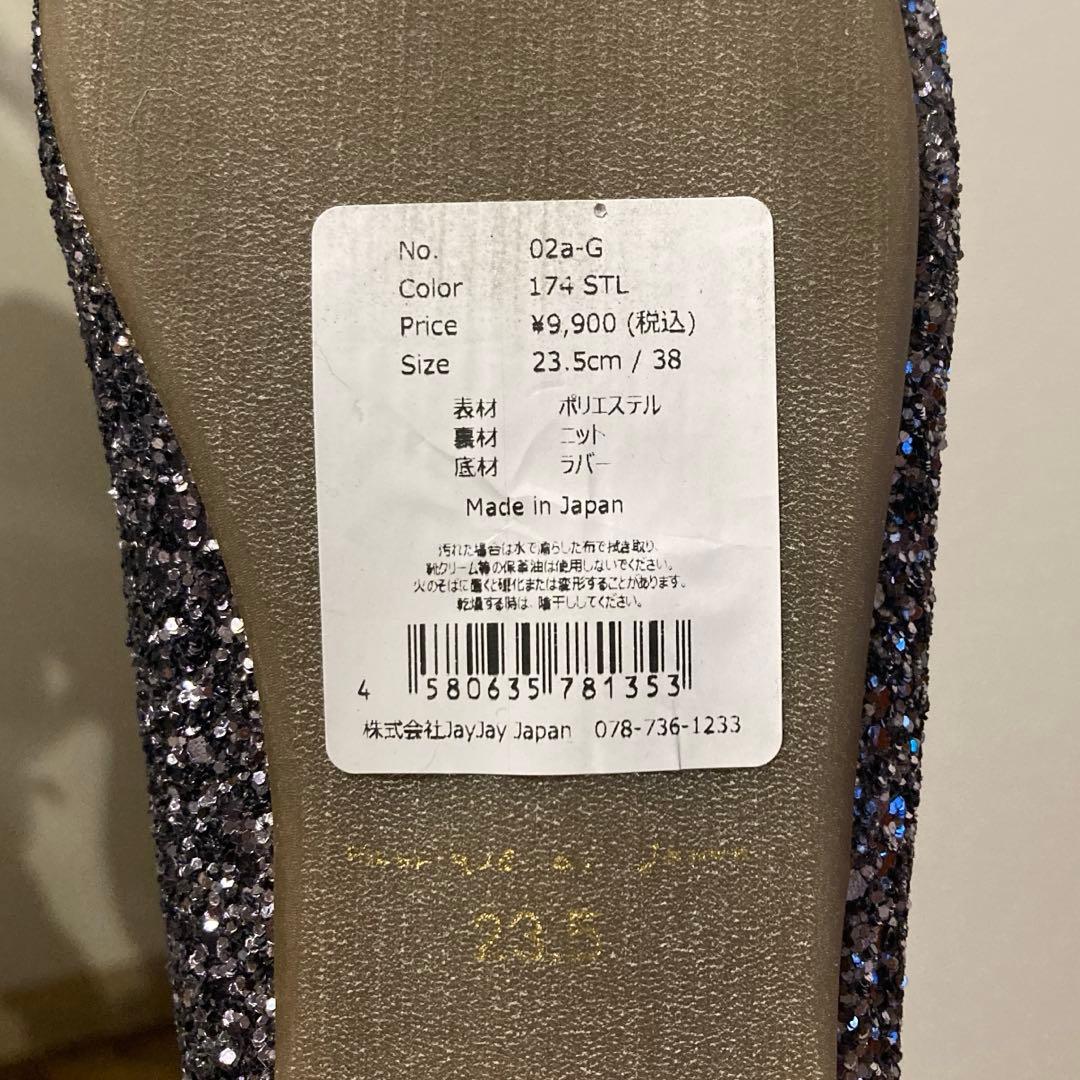 No. 02a-G
Color 174 STL
Price ¥9,900 (税込)
Size 23.5cm / 38
表材 ポリエステル
裏材 ニット
底材 ラバー
Made in Japan
汚れた場合は水で濡らした布で拭き取り、
靴クリーム等の保革油は使用しないでください。
火のそばに置くと硬化または変形することがあります。
乾燥する時は、陰干ししてください。
4 580635 781353
株式会社JayJay Japan 078-736-1233
23.5